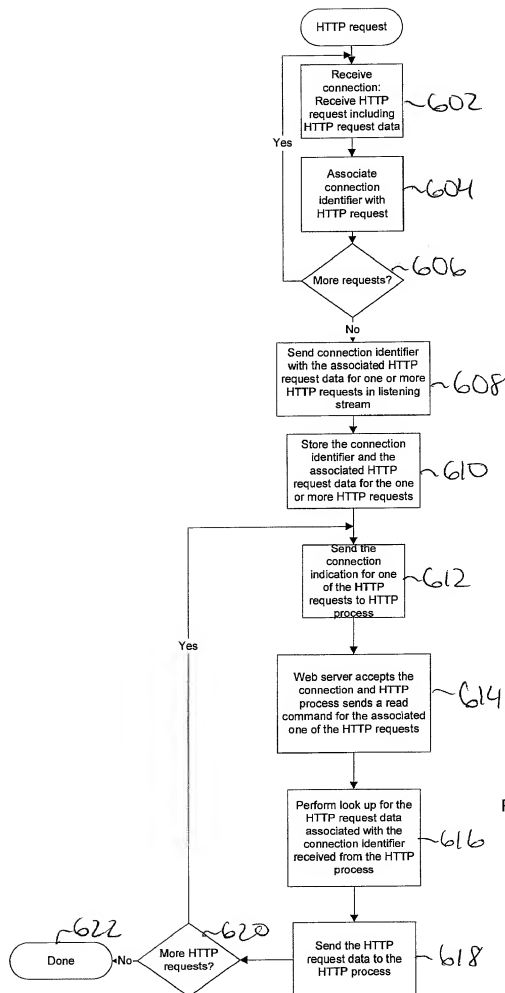 HTTP request
Receive
connection:
Receive HTTP
request including
HTTP request data
602
Yes
Associate
connection
identifier with
HTTP request
604
606
More requests?
No
Send connection identifier
with the associated HTTP
request data for one or more
HTTP requests in listening
stream
608
Store the connection
identifier and the
associated HTTP
request data for the one
or more HTTP requests
610
Send the
connection
indication for one
of the HTTP
requests to HTTP
process
612
Yes
Web server accepts the
connection and HTTP
process sends a read
command for the associated
one of the HTTP requests
614
Perform look up for the
HTTP request data
associated with the
connection identifier
received from the HTTP
process
616
Send the HTTP
request data to the
HTTP process
618
620
More HTTP
requests?
No
622
Done